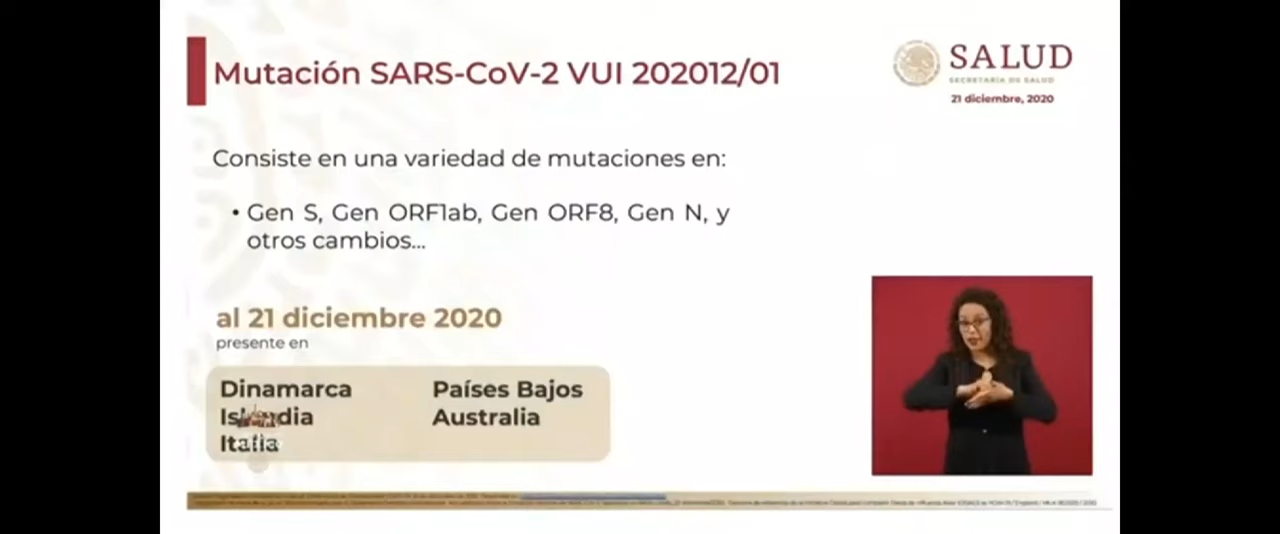 Mutación SARS-CoV-2 VUI 202012/01
SALUD
SECRETARÍA DE SALUD
21 diciembre, 2020
Consiste en una variedad de mutaciones en:
• Gen S, Gen ORF1ab, Gen ORF8, Gen N, y
otros cambios...
al 21 diciembre 2020
presente en
Dinamarca
Islandia
Italia
Países Bajos
Australia